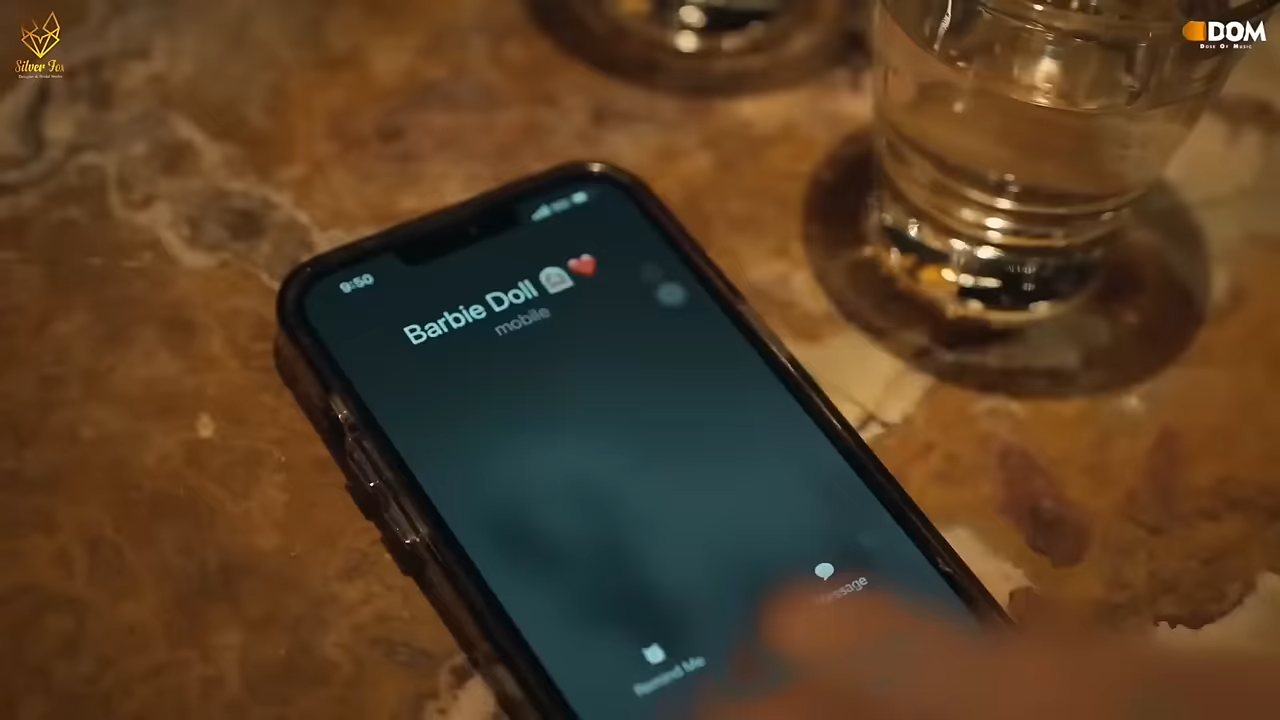 Silver Fox
DOM
Dose Of Music
9:50
Barbie Doll 👰❤️
mobile
Message
Remind Me